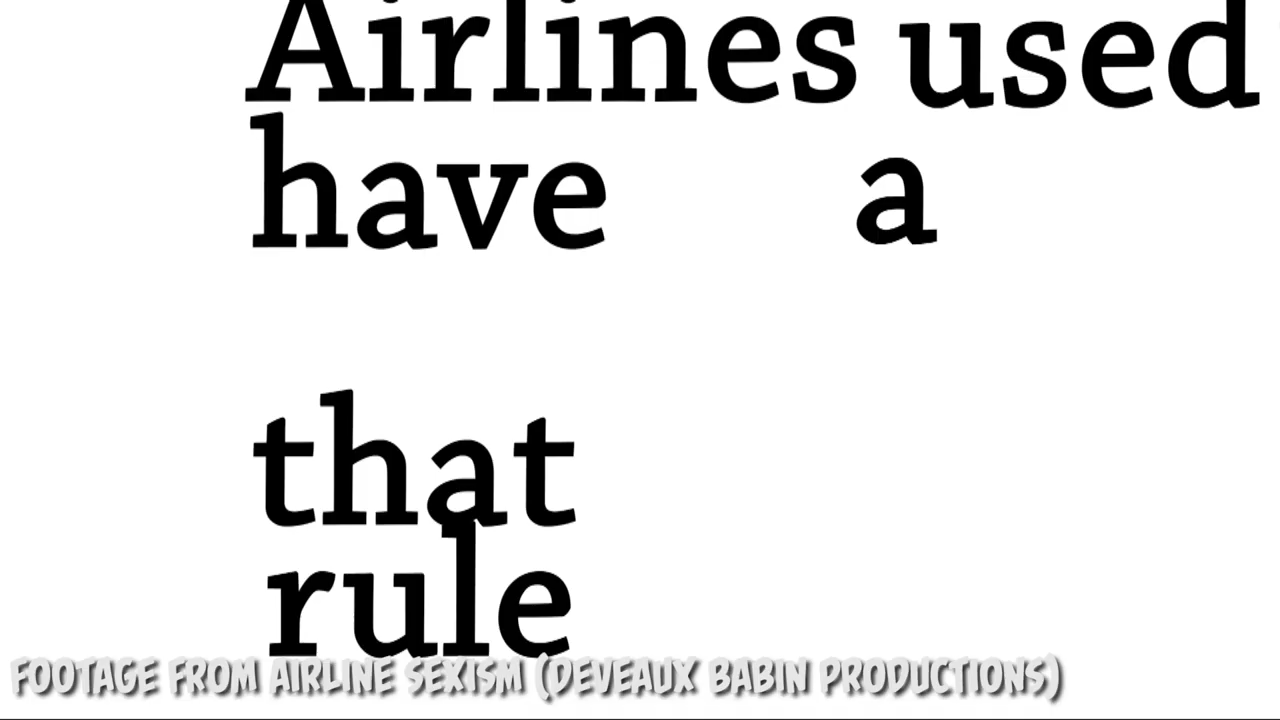 Airlines used
have a
that
rule
FOOTAGE FROM AIRLINE SEXISM (DEVEAUX BABIN PRODUCTIONS)